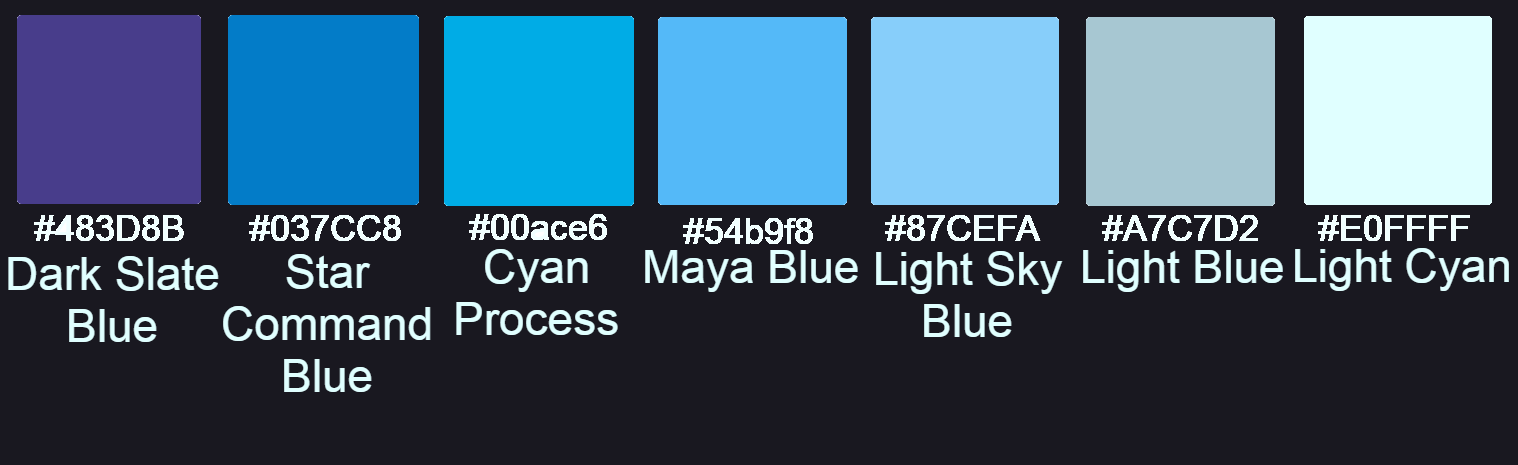 #483D8B
Dark Slate
Blue
#037CC8
Star
Command
Blue
#00ace6
Cyan
Process
#54b9f8
Maya Blue
#87CEFA
Light Sky
Blue
#A7C7D2
Light Blue
#E0FFFF
Light Cyan